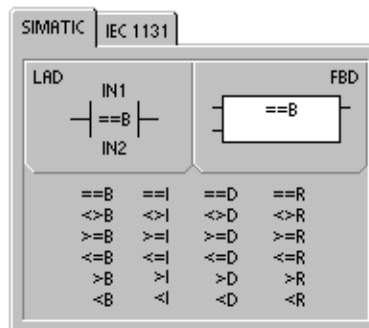 SIMATIC IEC 1131
LAD FBD
IN1
==B
IN2
==B
==B ==I ==D ==R
<>B <>I <>D <>R
>=B >=I >=D >=R
<=B <=I <=D <=R
>B >I >D >R
<B <I <D <R